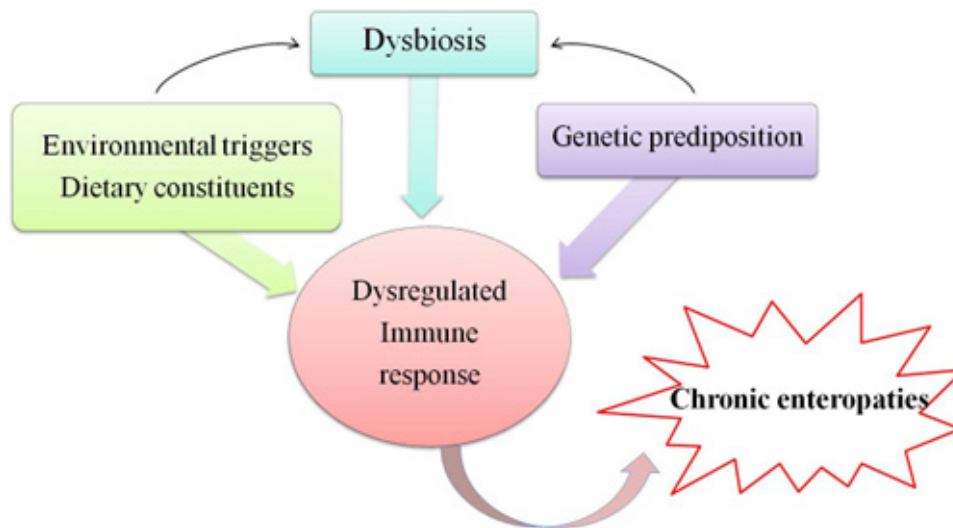 Dysbiosis
Environmental triggers
Dietary constituents
Genetic prediposition
Dysregulated
Immune
response
Chronic enteropaties